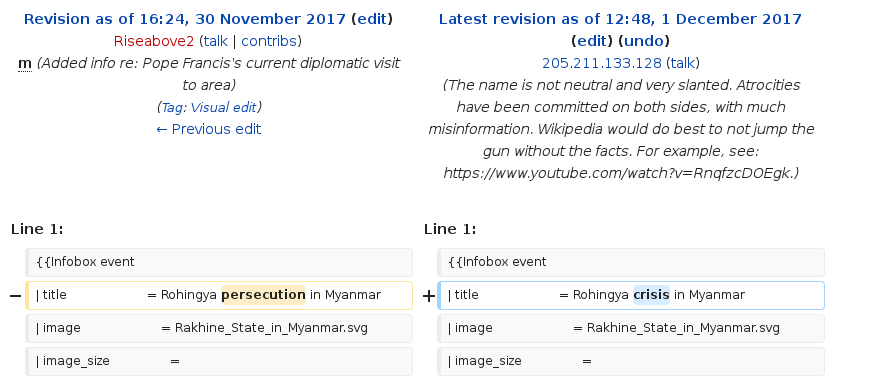 Revision as of 16:24, 30 November 2017 (edit)
Riseabove2 (talk | contribs)
m (Added info re: Pope Francis's current diplomatic visit
to area)
(Tag: Visual edit)
← Previous edit
Latest revision as of 12:48, 1 December 2017
(edit) (undo)
205.211.133.128 (talk)
(The name is not neutral and very slanted. Atrocities
have been committed on both sides, with much
misinformation. Wikipedia would do best to not jump the
gun without the facts. For example, see:
https://www.youtube.com/watch?v=RnqfzcDOEgk.)
Line 1:
Line 1:
{{Infobox event
{{Infobox event
− | title = Rohingya persecution in Myanmar
+ | title = Rohingya crisis in Myanmar
| image = Rakhine_State_in_Myanmar.svg
| image = Rakhine_State_in_Myanmar.svg
| image_size =
| image_size =